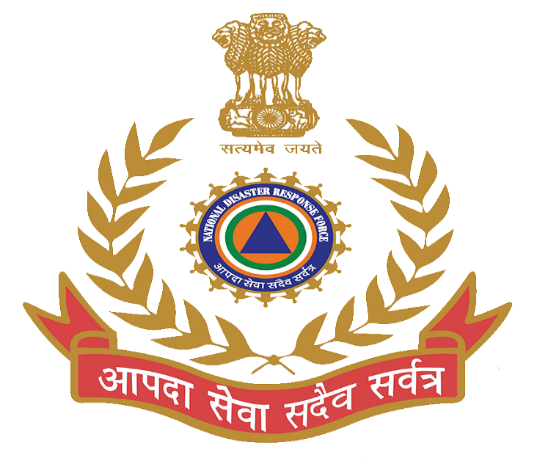 सत्यमेव जयते
NATIONAL DISASTER RESPONSE FORCE
आपदा सेवा सदैव सर्वत्र
आपदा सेवा सदैव सर्वत्र